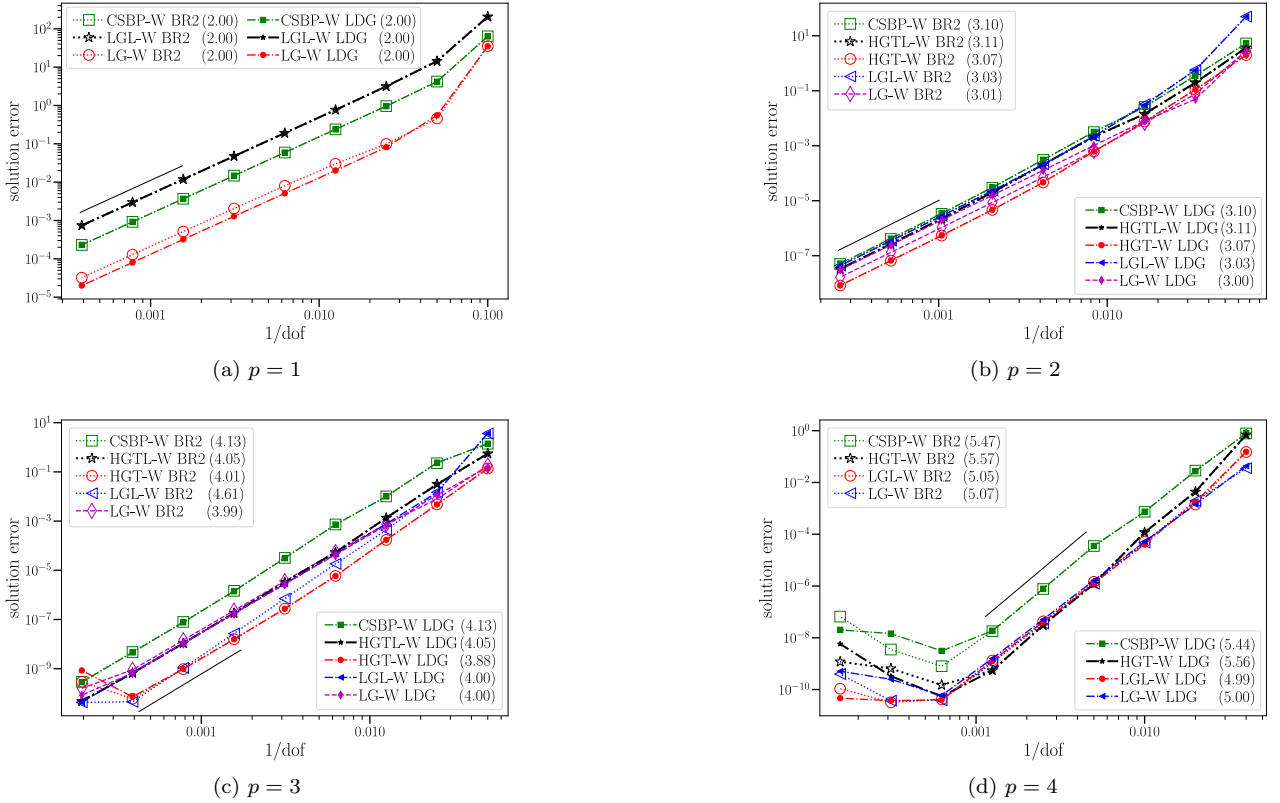 CSBP-W BR2 (2.00) CSBP-W LDG (2.00)
LGL-W BR2 (2.00) LGL-W LDG (2.00)
LG-W BR2 (2.00) LG-W LDG (2.00)
solution error
10^2
10^1
10^0
10^−1
10^−2
10^−3
10^−4
10^−5
0.001 0.010 0.100
1/dof
(a) p = 1
CSBP-W BR2 (3.10)
HGTL-W BR2 (3.11)
HGT-W BR2 (3.07)
LGL-W BR2 (3.03)
LG-W BR2 (3.01)
solution error
10^1
10^−1
10^−3
10^−5
10^−7
CSBP-W LDG (3.10)
HGTL-W LDG (3.11)
HGT-W LDG (3.07)
LGL-W LDG (3.03)
LG-W LDG (3.00)
0.001 0.010
1/dof
(b) p = 2
CSBP-W BR2 (4.13)
HGTL-W BR2 (4.05)
HGT-W BR2 (4.01)
LGL-W BR2 (4.61)
LG-W BR2 (3.99)
solution error
10^1
10^−1
10^−3
10^−5
10^−7
10^−9
CSBP-W LDG (4.13)
HGTL-W LDG (4.05)
HGT-W LDG (3.88)
LGL-W LDG (4.00)
LG-W LDG (4.00)
0.001 0.010
1/dof
(c) p = 3
CSBP-W BR2 (5.47)
HGT-W BR2 (5.57)
LGL-W BR2 (5.05)
LG-W BR2 (5.07)
solution error
10^0
10^−2
10^−4
10^−6
10^−8
10^−10
CSBP-W LDG (5.44)
HGT-W LDG (5.56)
LGL-W LDG (4.99)
LG-W LDG (5.00)
0.001 0.010
1/dof
(d) p = 4